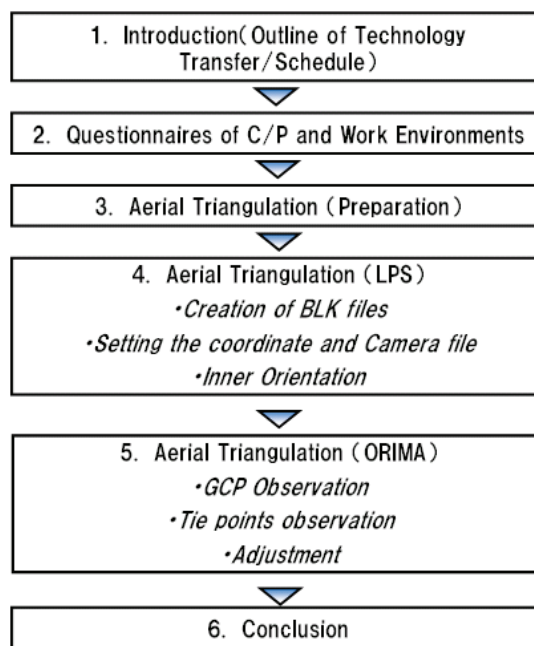 1. Introduction(Outline of Technology
Transfer/Schedule)
2. Questionnaires of C/P and Work Environments
3. Aerial Triangulation (Preparation)
4. Aerial Triangulation (LPS)
・Creation of BLK files
・Setting the coordinate and Camera file
・Inner Orientation
5. Aerial Triangulation (ORIMA)
・GCP Observation
・Tie points observation
・Adjustment
6. Conclusion